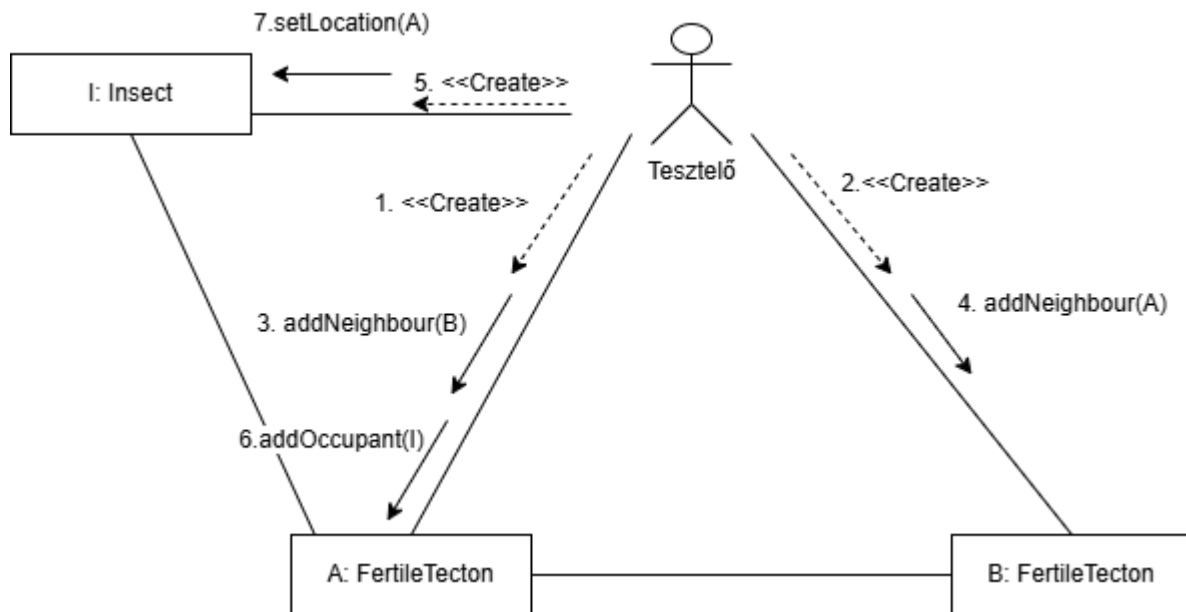 7.setLocation(A)
I: Insect
5. <<Create>>
Tesztelő
1. <<Create>>
2.<<Create>>
3. addNeighbour(B)
4. addNeighbour(A)
6.addOccupant(I)
A: FertileTecton
B: FertileTecton